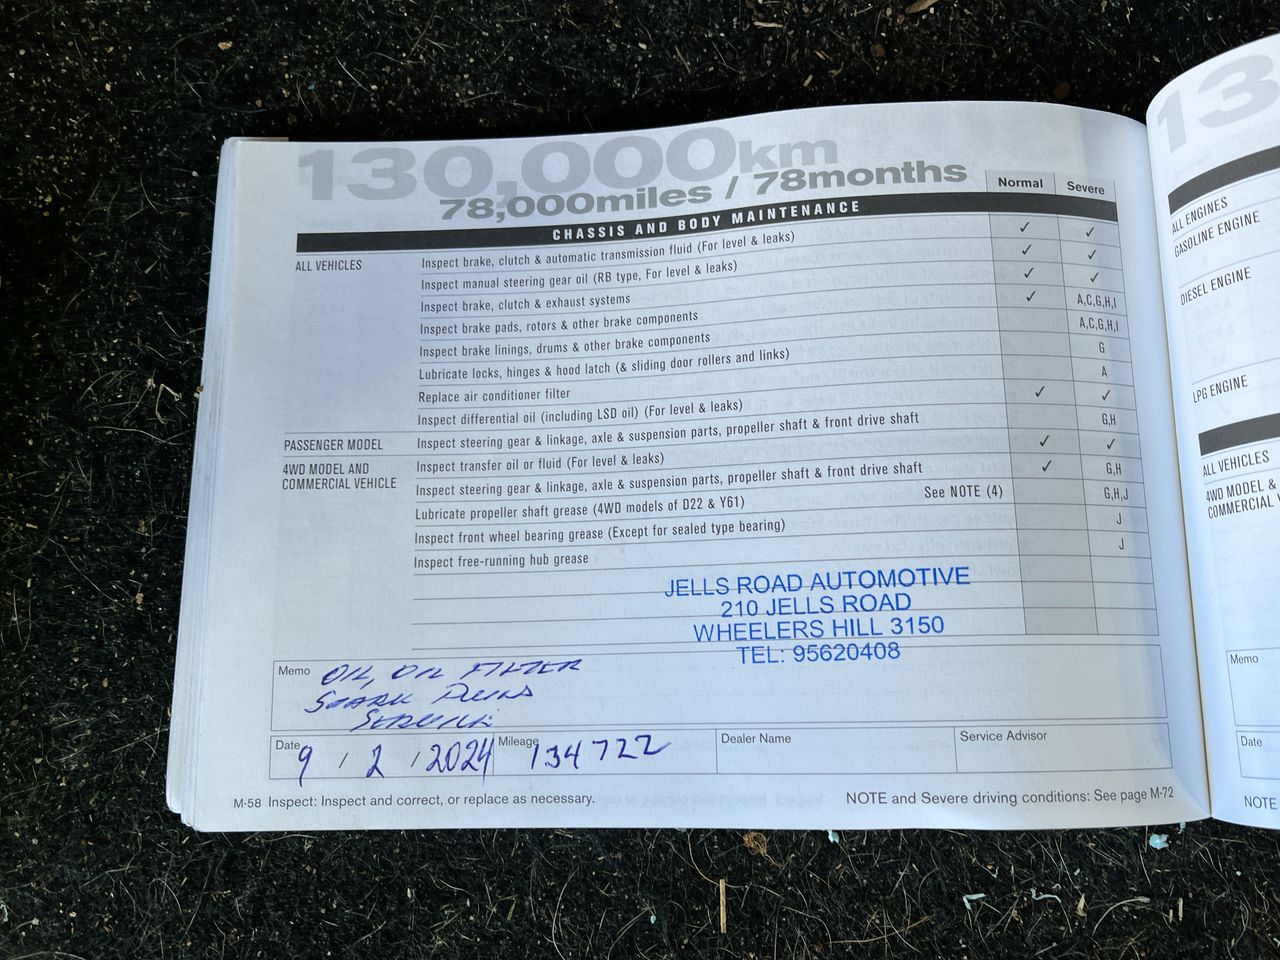 130,000km
78,000miles / 78months
Normal Severe
CHASSIS AND BODY MAINTENANCE
ALL VEHICLES Inspect brake, clutch & automatic transmission fluid (For level & leaks) ✓ ✓
Inspect manual steering gear oil (RB type, For level & leaks) ✓ ✓
Inspect brake, clutch & exhaust systems ✓ ✓
Inspect brake pads, rotors & other brake components ✓ A,C,G,H,I
Inspect brake linings, drums & other brake components A,C,G,H,I
Lubricate locks, hinges & hood latch (& sliding door rollers and links) G
Replace air conditioner filter A
Inspect differential oil (including LSD oil) (For level & leaks) ✓ ✓
PASSENGER MODEL Inspect steering gear & linkage, axle & suspension parts, propeller shaft & front drive shaft G,H
4WD MODEL AND COMMERCIAL VEHICLE Inspect transfer oil or fluid (For level & leaks) ✓ ✓
Inspect steering gear & linkage, axle & suspension parts, propeller shaft & front drive shaft ✓ G,H
Lubricate propeller shaft grease (4WD models of D22 & Y61) See NOTE (4) G,H,J
Inspect front wheel bearing grease (Except for sealed type bearing) J
Inspect free-running hub grease J
JELLS ROAD AUTOMOTIVE
210 JELLS ROAD
WHEELERS HILL 3150
TEL: 95620408
Memo OIL, OIL FILTER
SPARK PLUGS
SERVICE
Date 9 / 2 / 2024 Mileage 134722 Dealer Name Service Advisor
M-58 Inspect: Inspect and correct, or replace as necessary. NOTE and Severe driving conditions: See page M-72
13
ALL ENGINES
GASOLINE ENGINE
DIESEL ENGINE
LPG ENGINE
ALL VEHICLES
4WD MODEL &
COMMERCIAL
Memo
Date
NOTE